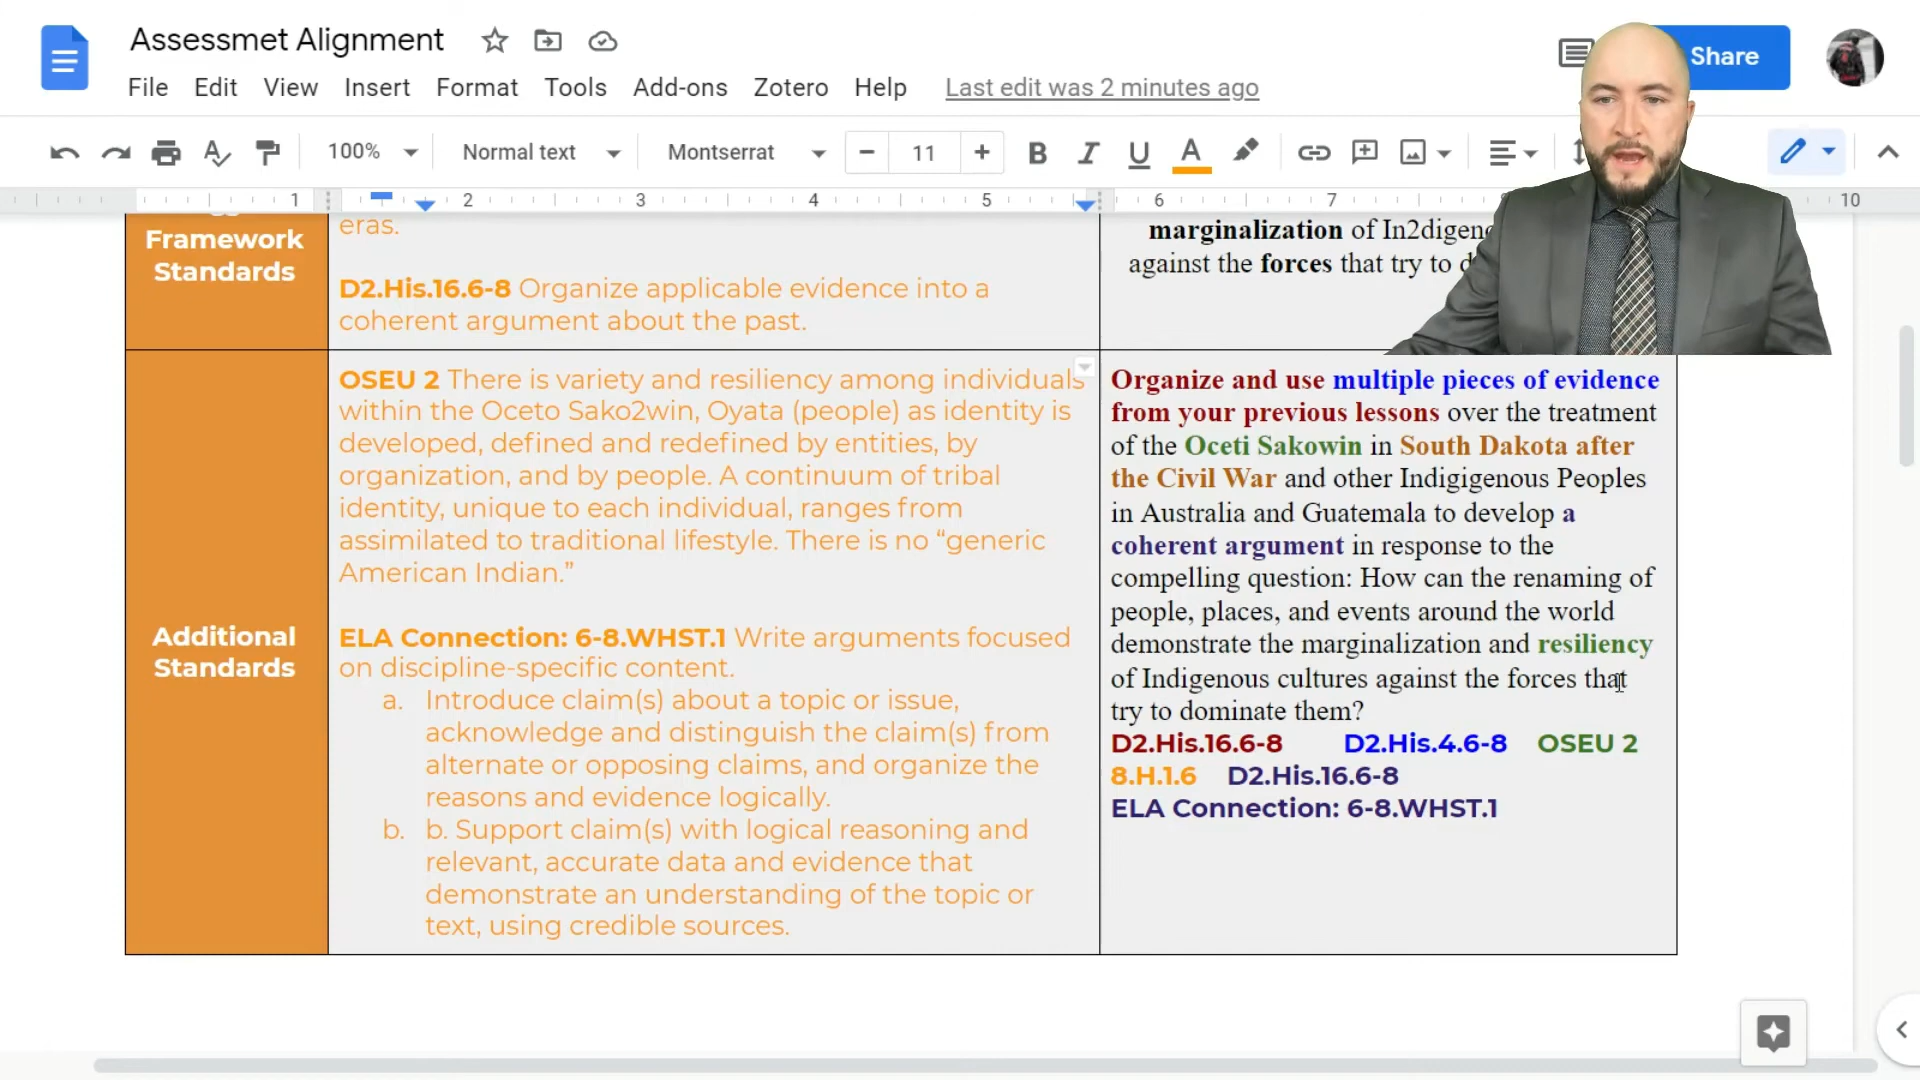 Assessmet Alignment
Share
File Edit View Insert Format Tools Add-ons Zotero Help Last edit was 2 minutes ago
100% Normal text Montserrat 11
1 2 3 4 5 6 7 10
Framework
Standards
eras.
D2.His.16.6-8 Organize applicable evidence into a
coherent argument about the past.
marginalization of
against the forces that try to
Additional
Standards
OSEU 2 There is variety and resiliency among individuals
within the Oceto Sako2win, Oyata (people) as identity is
developed, defined and redefined by entities, by
organization, and by people. A continuum of tribal
identity, unique to each individual, ranges from
assimilated to traditional lifestyle. There is no “generic
American Indian.”
ELA Connection: 6-8.WHST.1 Write arguments focused
on discipline-specific content.
a. Introduce claim(s) about a topic or issue,
acknowledge and distinguish the claim(s) from
alternate or opposing claims, and organize the
reasons and evidence logically.
b. b. Support claim(s) with logical reasoning and
relevant, accurate data and evidence that
demonstrate an understanding of the topic or
text, using credible sources.
Organize and use multiple pieces of evidence
from your previous lessons over the treatment
of the Oceti Sakowin in South Dakota after
the Civil War and other Indigigenous Peoples
in Australia and Guatemala to develop a
coherent argument in response to the
compelling question: How can the renaming of
people, places, and events around the world
demonstrate the marginalization and resiliency
of Indigenous cultures against the forces that
try to dominate them?
D2.His.16.6-8 D2.His.4.6-8 OSEU 2
8.H.1.6 D2.His.16.6-8
ELA Connection: 6-8.WHST.1